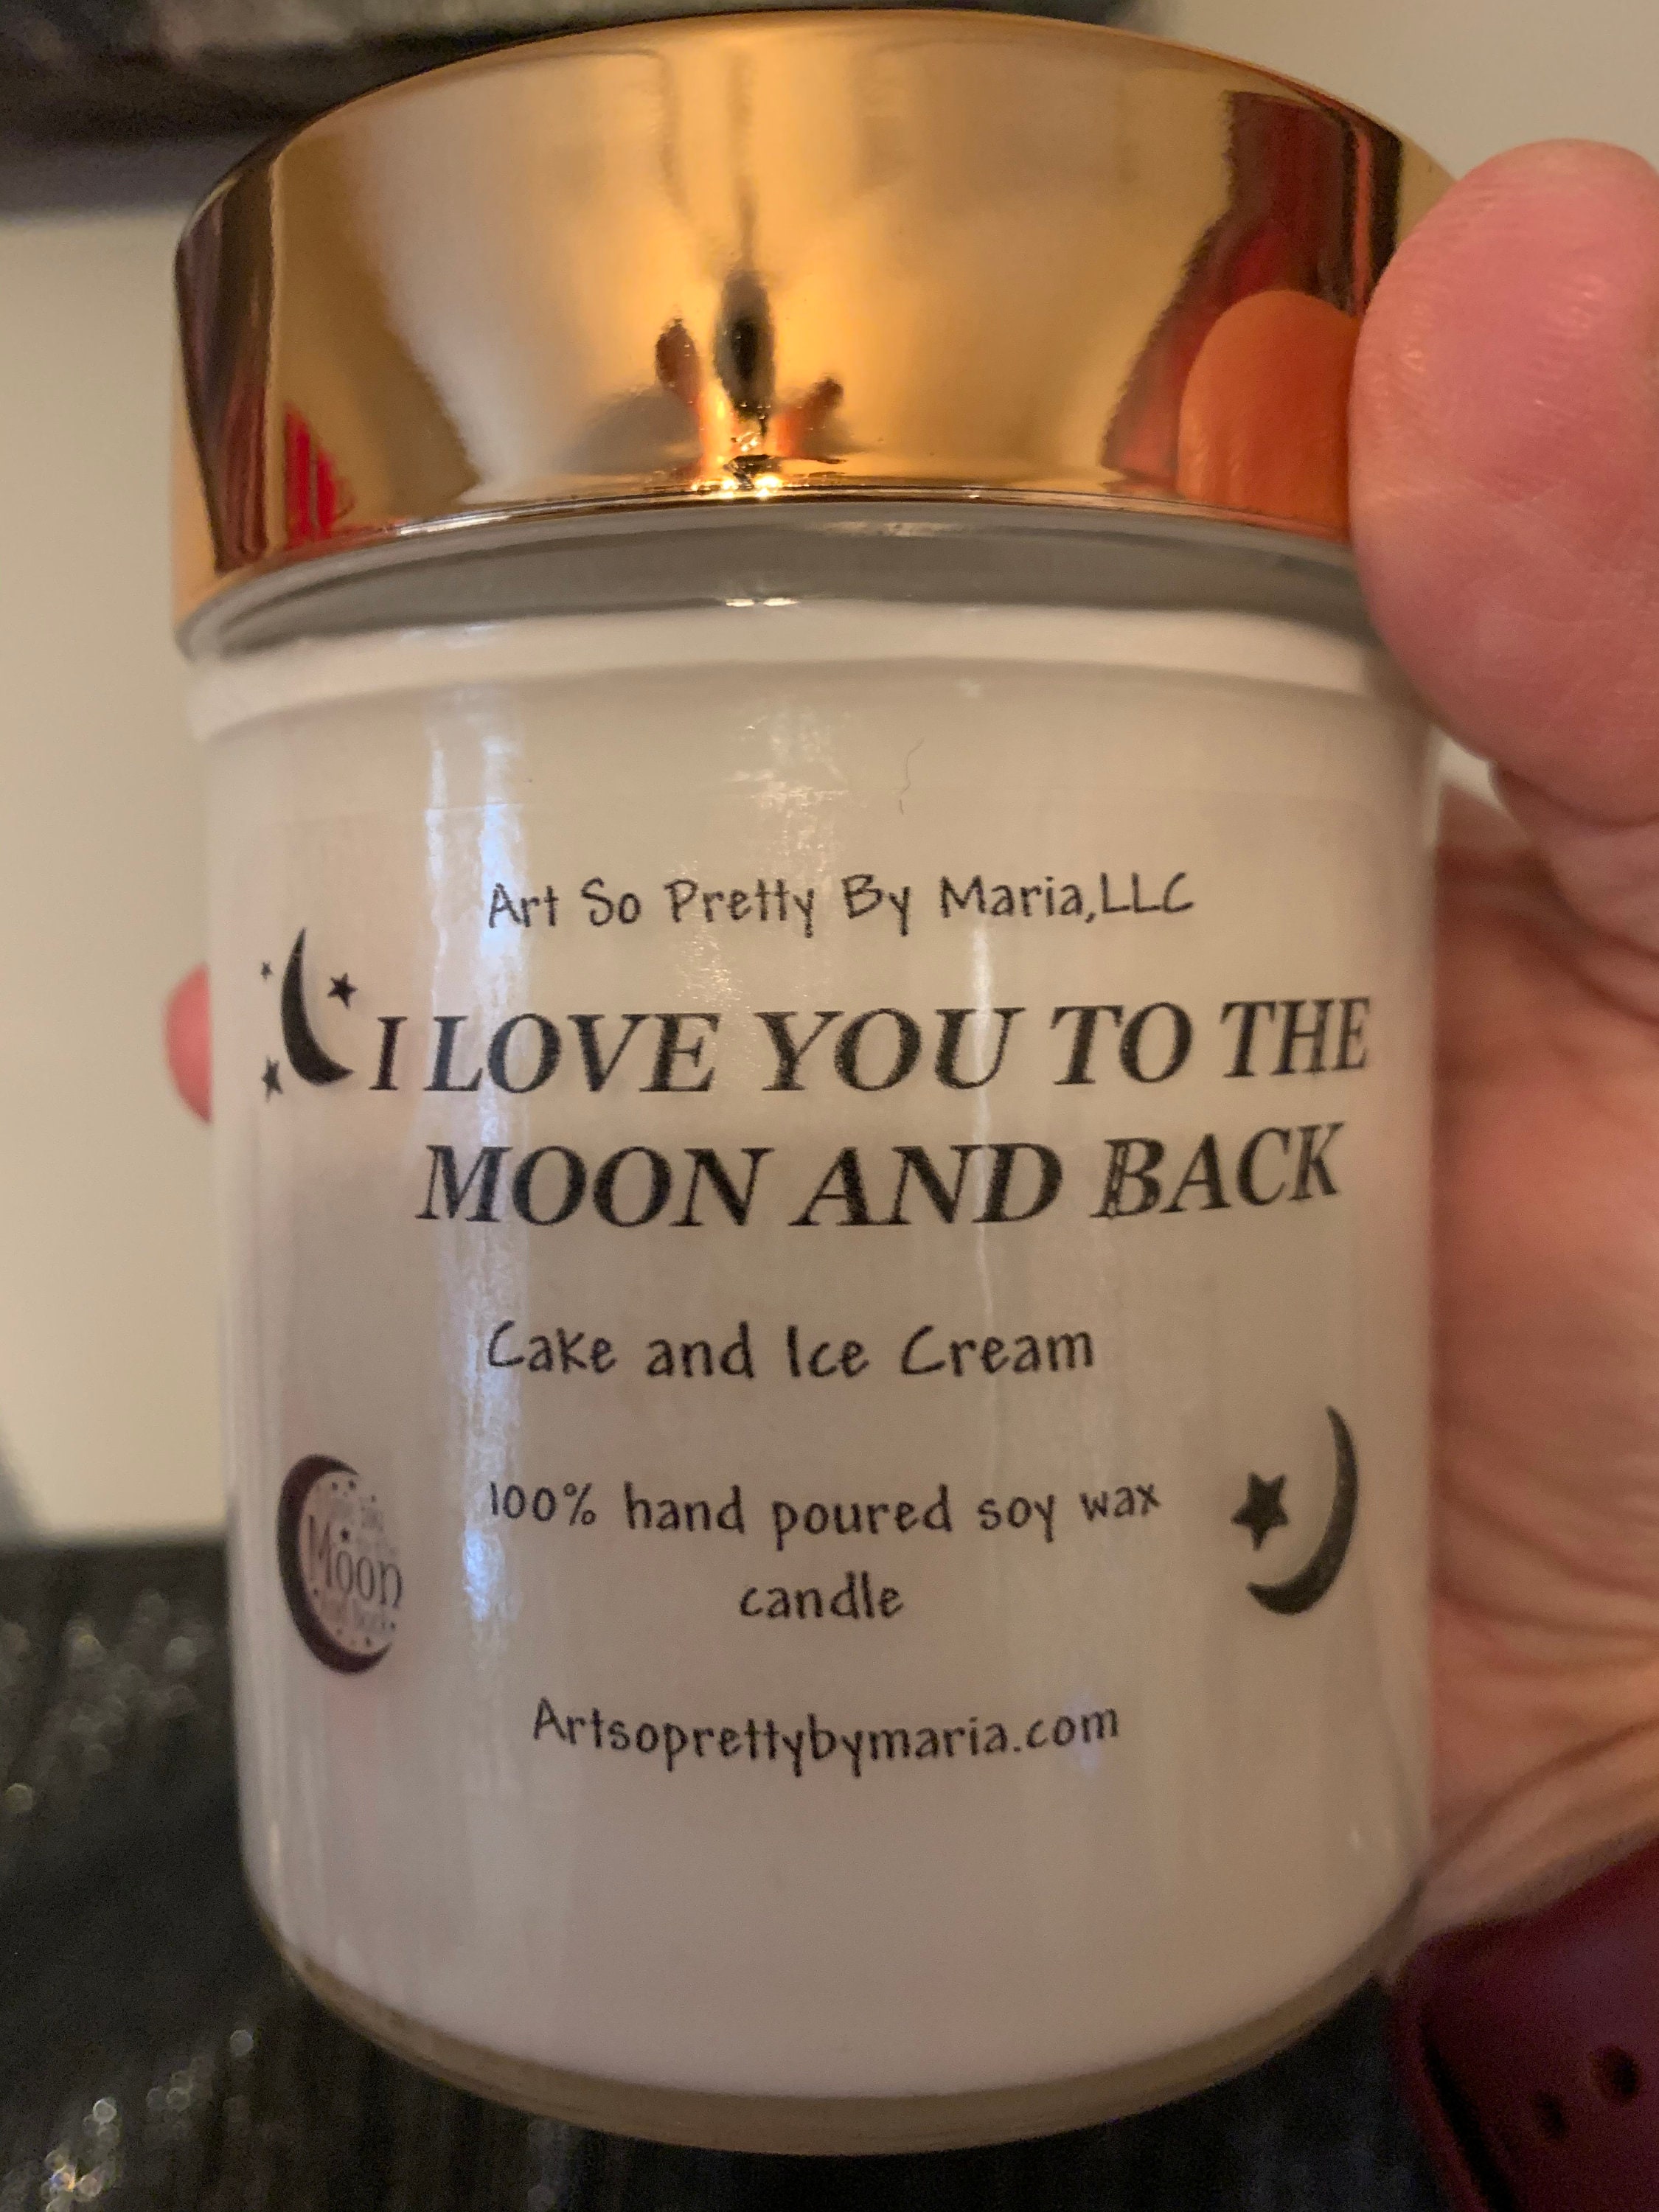 Art So Pretty By Maria,LLC
I LOVE YOU TO THE
MOON AND BACK
Cake and Ice Cream
100% hand poured soy wax
candle
Moon
Artsoprettybymaria.com